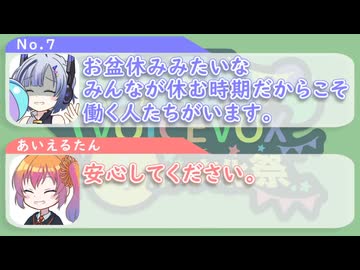 No.7
お盆休みみたいな
みんなが休む時期だからこそ
働く人たちがいます。
あいえるたん
安心してください。
VOICEVOX
祭